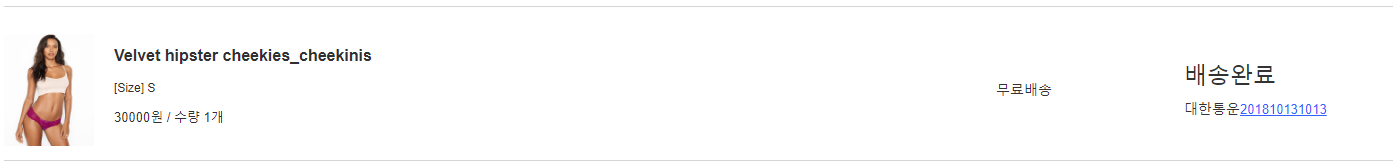 Velvet hipster cheekies_cheekinis
[Size] S
30000원 / 수량 1개
무료배송
배송완료
대한통운201810131013